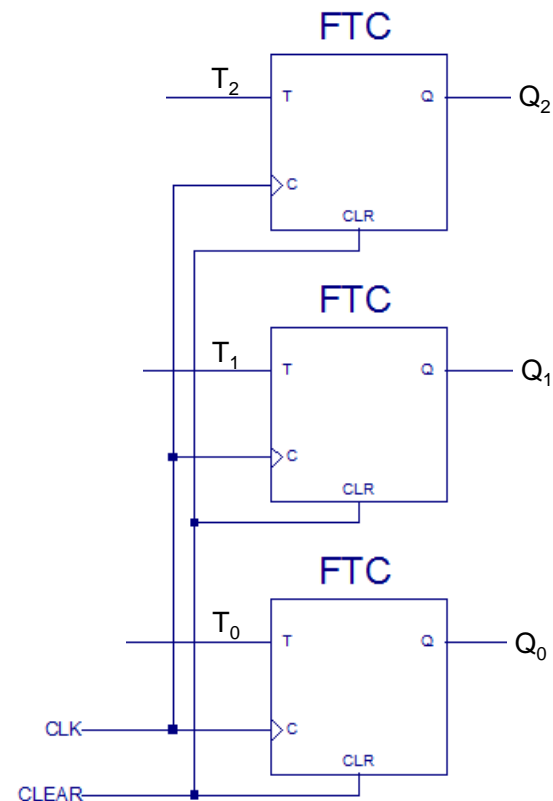 FTC
T₂ T Q Q₂
C
CLR
FTC
T₁ T Q Q₁
C
CLR
FTC
T₀ T Q Q₀
CLK C
CLR
CLEAR